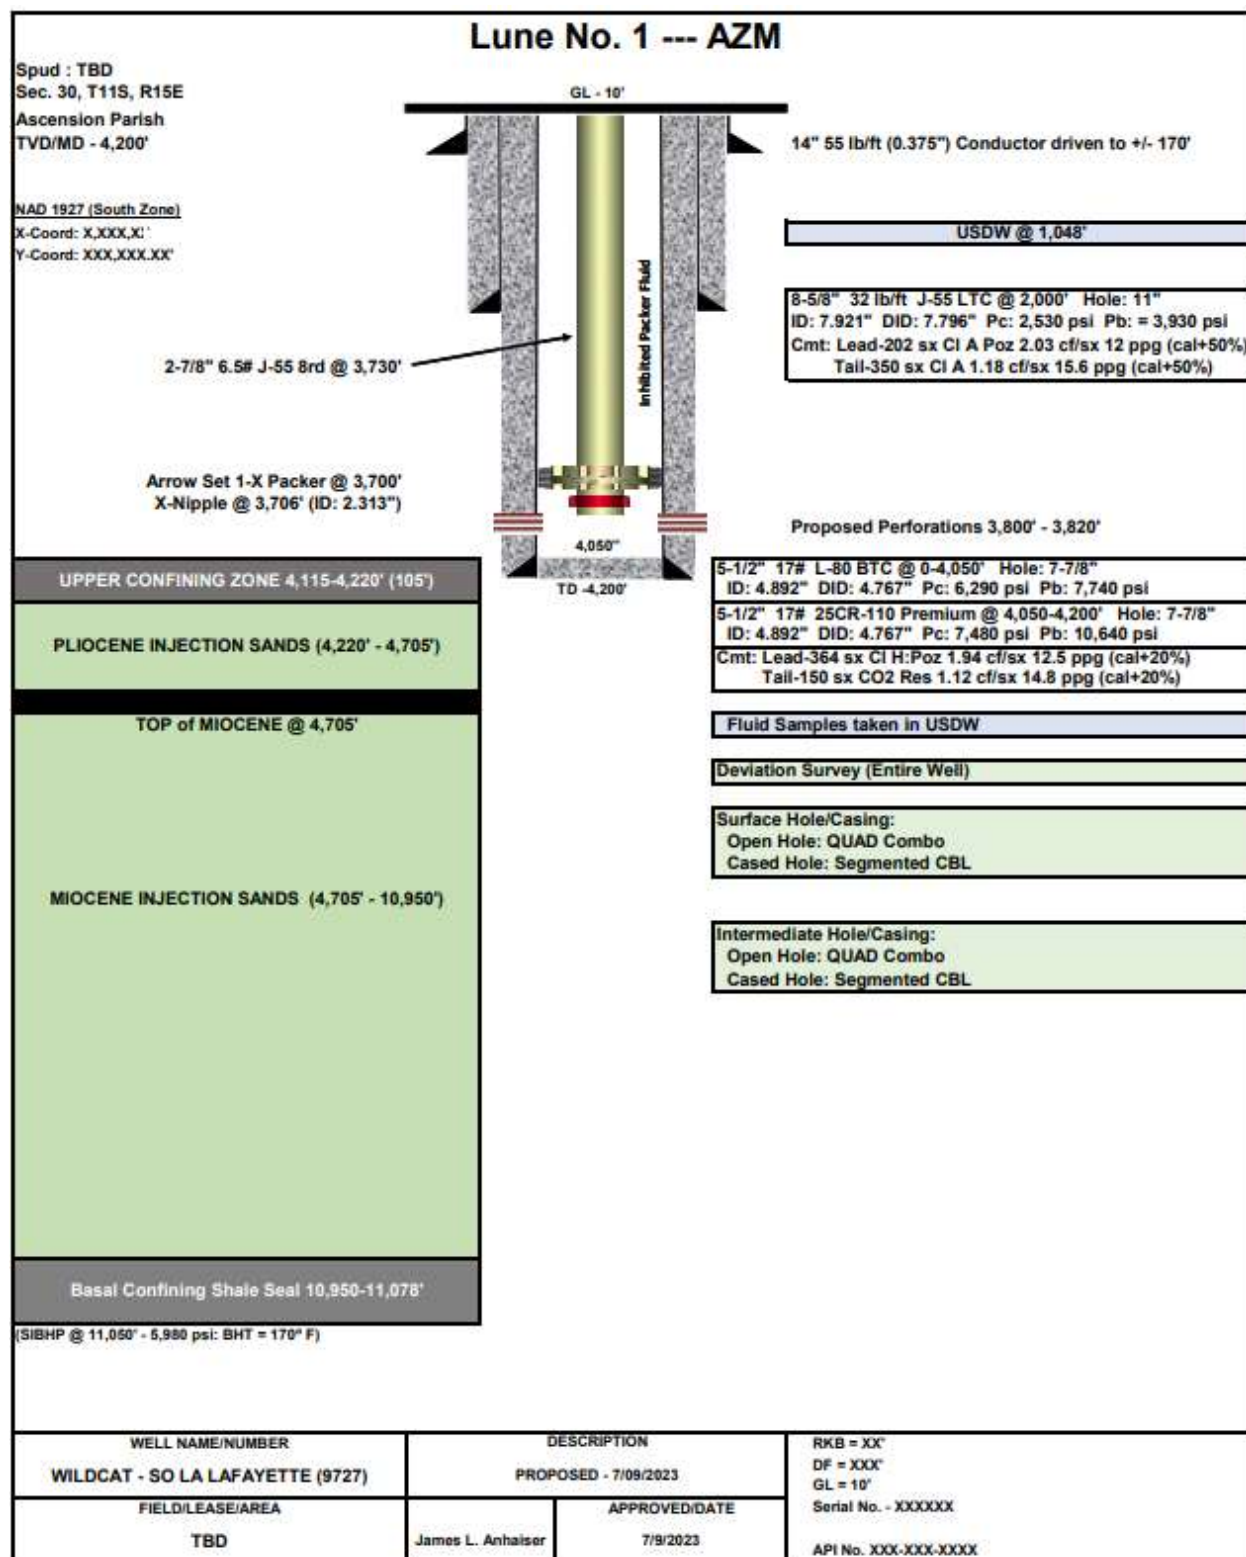 Lune No. 1 --- AZM
Spud : TBD
Sec. 30, T11S, R15E
Ascension Parish
TVD/MD - 4,200'
NAD 1927 (South Zone)
X-Coord: X,XXX,X
Y-Coord: XXX,XXX.XX'
GL - 10'
14" 55 lb/ft (0.375") Conductor driven to +/- 170'
USDW @ 1,048'
8-5/8" 32 lb/ft J-55 LTC @ 2,000' Hole: 11"
ID: 7.921" DID: 7.796" Pc: 2,530 psi Pb: = 3,930 psi
Cmt: Lead-202 sx Cl A Poz 2.03 cf/sx 12 ppg (cal+50%)
Tail-350 sx Cl A 1.18 cf/sx 15.6 ppg (cal+50%)
Inhibited Packer Fluid
2-7/8" 6.5# J-55 8rd @ 3,730'
Arrow Set 1-X Packer @ 3,700'
X-Nipple @ 3,706' (ID: 2.313")
Proposed Perforations 3,800' - 3,820'
4,050"
TD -4,200'
5-1/2" 17# L-80 BTC @ 0-4,050' Hole: 7-7/8"
ID: 4.892" DID: 4.767" Pc: 6,290 psi Pb: 7,740 psi
5-1/2" 17# 25CR-110 Premium @ 4,050-4,200' Hole: 7-7/8"
ID: 4.892" DID: 4.767" Pc: 7,480 psi Pb: 10,640 psi
Cmt: Lead-364 sx Cl H:Poz 1.94 cf/sx 12.5 ppg (cal+20%)
Tail-150 sx CO2 Res 1.12 cf/sx 14.8 ppg (cal+20%)
UPPER CONFINING ZONE 4,115-4,220' (105')
PLIOCENE INJECTION SANDS (4,220' - 4,705')
TOP of MIOCENE @ 4,705'
MIOCENE INJECTION SANDS (4,705' - 10,950')
Basal Confining Shale Seal 10,950-11,078'
(SIBHP @ 11,050' - 5,980 psi: BHT = 170° F)
Fluid Samples taken in USDW
Deviation Survey (Entire Well)
Surface Hole/Casing:
Open Hole: QUAD Combo
Cased Hole: Segmented CBL
Intermediate Hole/Casing:
Open Hole: QUAD Combo
Cased Hole: Segmented CBL
WELL NAME/NUMBER
WILDCAT - SO LA LAFAYETTE (9727)
DESCRIPTION
PROPOSED - 7/09/2023
FIELD/LEASE/AREA
TBD
James L. Anhaiser
APPROVED/DATE
7/9/2023
RKB = XX'
DF = XXX'
GL = 10'
Serial No. - XXXXXX
API No. XXX-XXX-XXXX